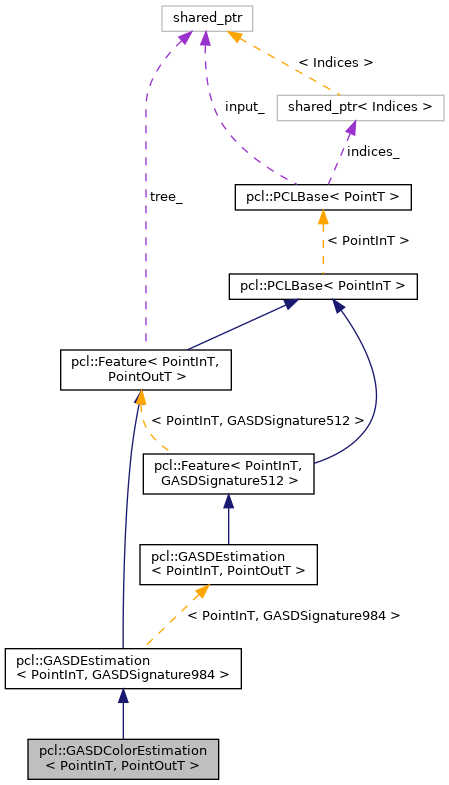 shared_ptr
< Indices >
shared_ptr< Indices >
input_
indices_
tree_
pcl::PCLBase< PointT >
< PointInT >
pcl::PCLBase< PointInT >
pcl::Feature< PointInT,
PointOutT >
< PointInT, GASDSignature512 >
pcl::Feature< PointInT,
GASDSignature512 >
pcl::GASDEstimation
< PointInT, PointOutT >
< PointInT, GASDSignature984 >
pcl::GASDEstimation
< PointInT, GASDSignature984 >
pcl::GASDColorEstimation
< PointInT, PointOutT >